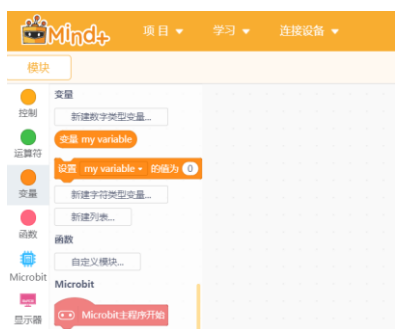 Mind+ 项目 学习 连接设备
模块
控制
运算符
变量
函数
Microbit
显示器
变量
新建数字类型变量...
变量 my variable
设置 my variable 的值为 0
新建字符类型变量...
新建列表...
函数
自定义模块...
Microbit
Microbit主程序开始